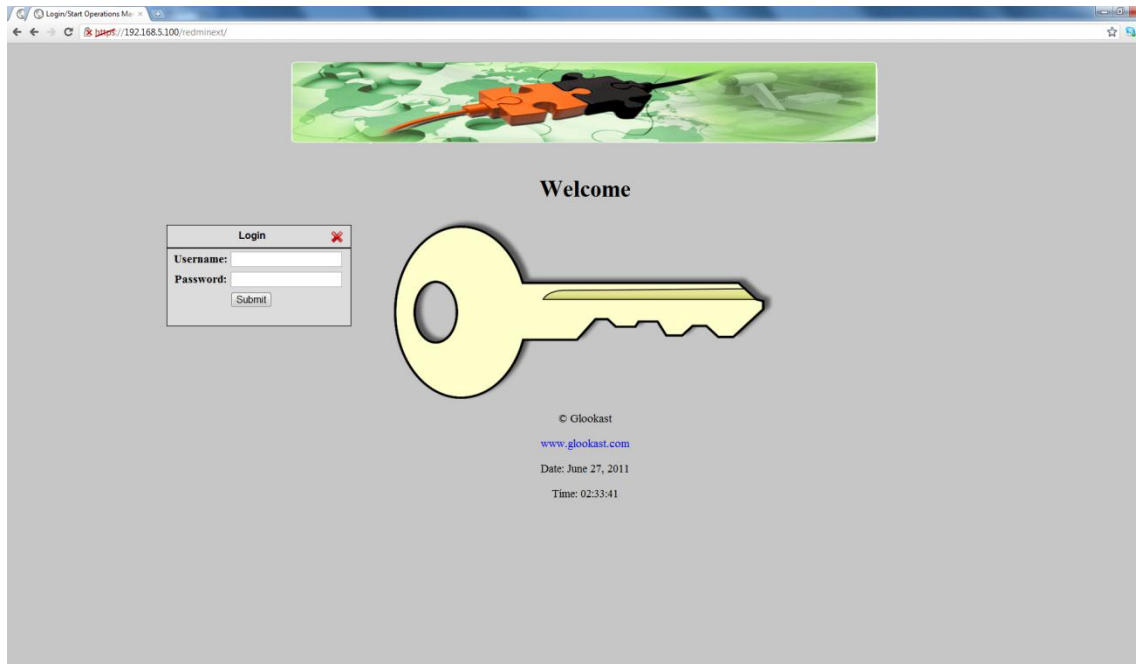 Login/Start Operations Ma
https://192.168.5.100/redminext/
Welcome
Login
Username:
Password:
Submit
© Glookast
www.glookast.com
Date: June 27, 2011
Time: 02:33:41